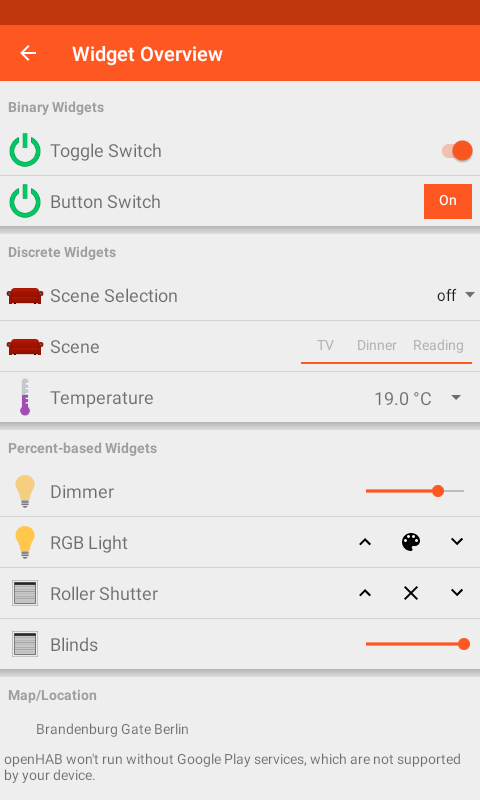 Widget Overview
Binary Widgets
Toggle Switch
Button Switch
On
Discrete Widgets
Scene Selection
off
Scene
TV
Dinner
Reading
Temperature
19.0 °C
Percent-based Widgets
Dimmer
RGB Light
Roller Shutter
Blinds
Map/Location
Brandenburg Gate Berlin
openHAB won't run without Google Play services, which are not supported
by your device.